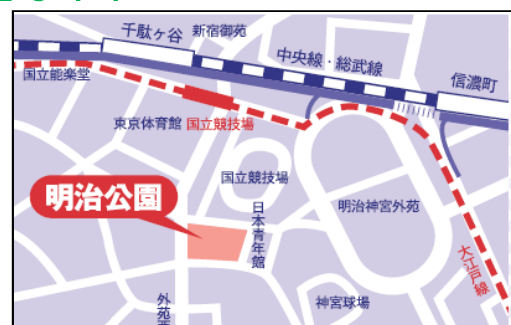 千駄ヶ谷
新宿御苑
中央線・総武線
信濃町
国立能楽堂
東京体育館
国立競技場
国立競技場
明治公園
日本青年館
明治神宮外苑
大江戸線
神宮球場
外苑西